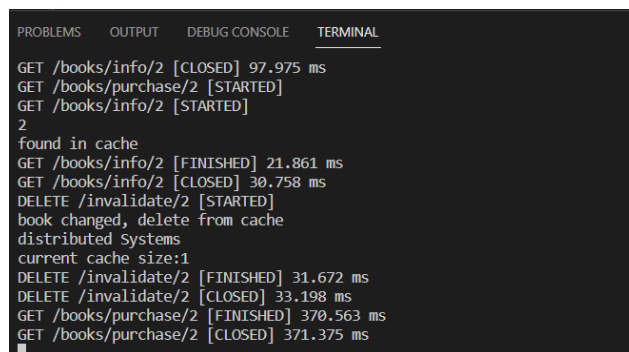 PROBLEMS OUTPUT DEBUG CONSOLE TERMINAL
GET /books/info/2 [CLOSED] 97.975 ms
GET /books/purchase/2 [STARTED]
GET /books/info/2 [STARTED]
2
found in cache
GET /books/info/2 [FINISHED] 21.861 ms
GET /books/info/2 [CLOSED] 30.758 ms
DELETE /invalidate/2 [STARTED]
book changed, delete from cache
distributed Systems
current cache size:1
DELETE /invalidate/2 [FINISHED] 31.672 ms
DELETE /invalidate/2 [CLOSED] 33.198 ms
GET /books/purchase/2 [FINISHED] 370.563 ms
GET /books/purchase/2 [CLOSED] 371.375 ms